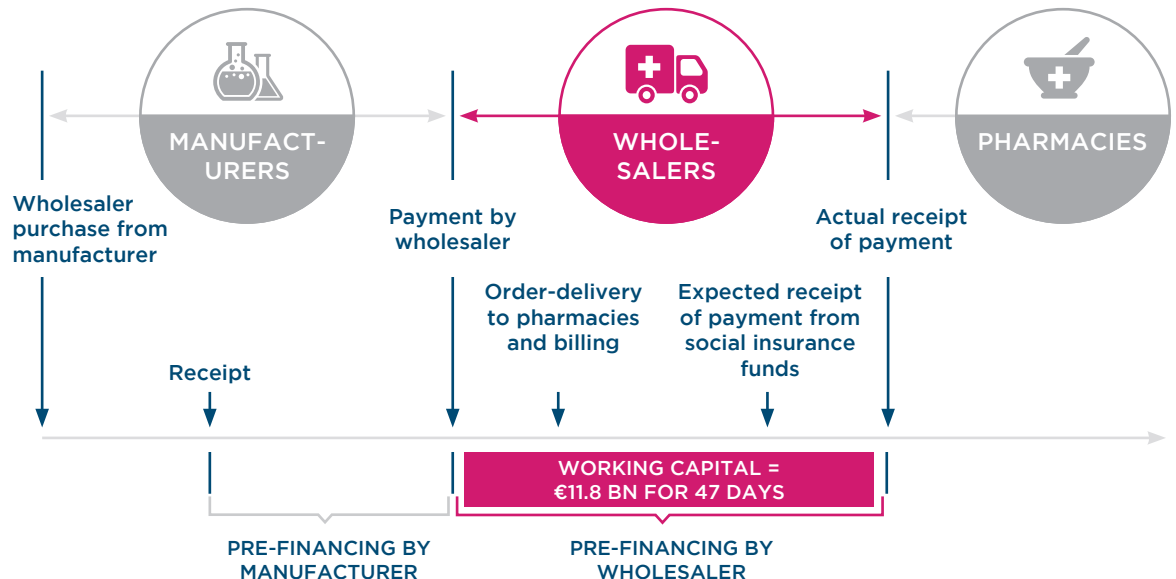 MANUFACT-
URERS
WHOLE-
SALERS
PHARMACIES
Wholesaler
purchase from
manufacturer
Payment by
wholesaler
Actual receipt
of payment
Receipt
Order-delivery
to pharmacies
and billing
Expected receipt
of payment from
social insurance
funds
WORKING CAPITAL =
€11.8 BN FOR 47 DAYS
PRE-FINANCING BY
MANUFACTURER
PRE-FINANCING BY
WHOLESALER